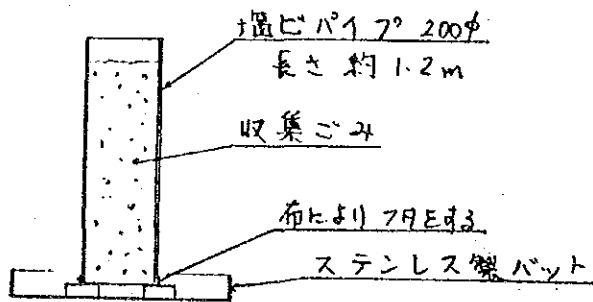 塩ビパイプ 200φ
長さ 約1.2m
収集ごみ
布によりフタをする
ステンレス製バット